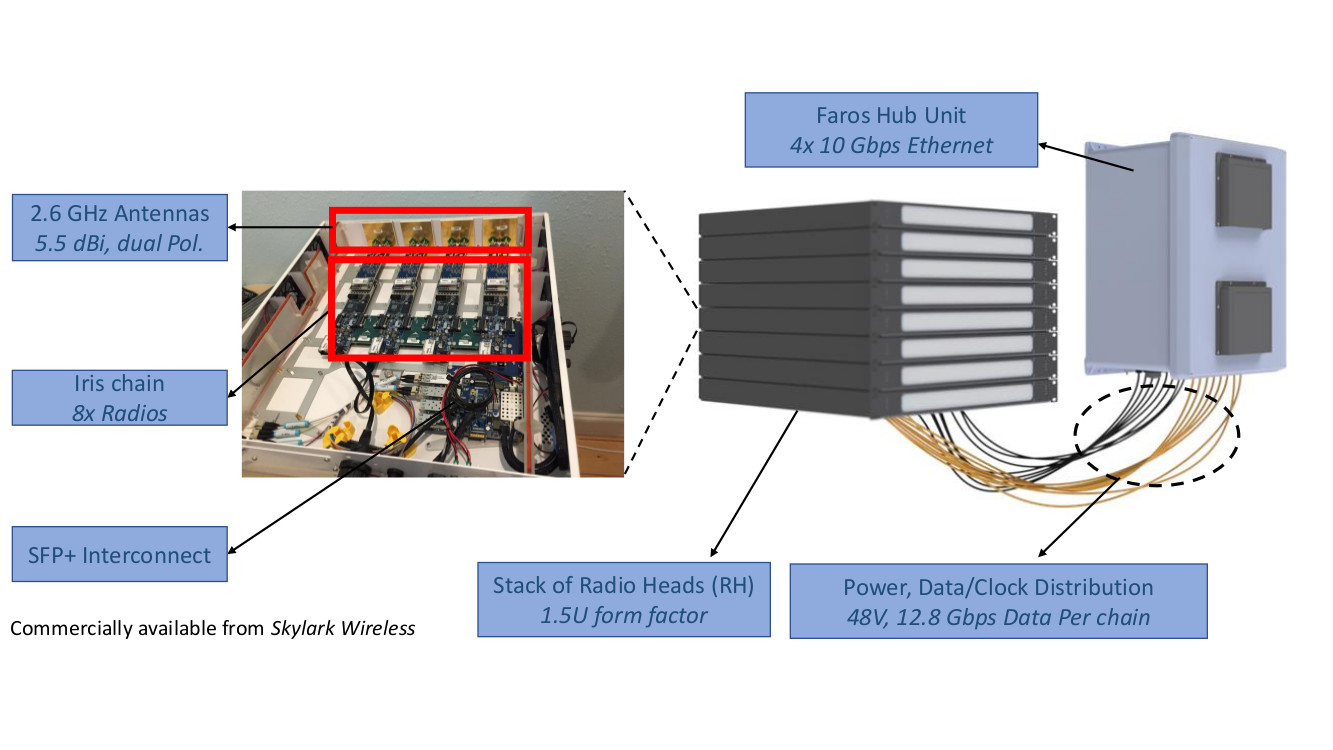 Faros Hub Unit
4x 10 Gbps Ethernet
2.6 GHz Antennas
5.5 dBi, dual Pol.
Iris chain
8x Radios
SFP+ Interconnect
Stack of Radio Heads (RH)
1.5U form factor
Power, Data/Clock Distribution
48V, 12.8 Gbps Data Per chain
Commercially available from Skylark Wireless